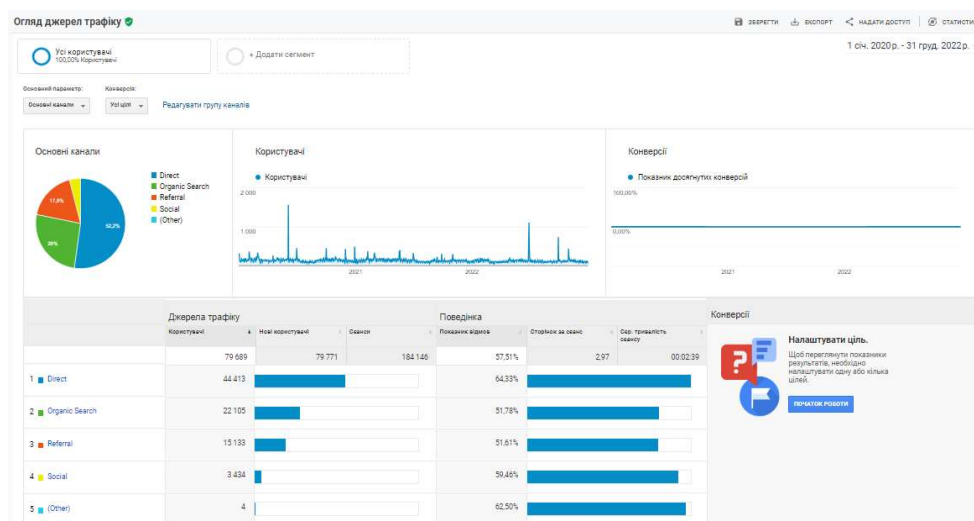 Огляд джерел трафіку
ЗБЕРЕГТИ ЕКСПОРТ НАДАТИ ДОСТУП СТАТИСТИ
1 січ. 2020 р. - 31 груд. 2022 р.
Усі користувачі
100,00% Користувачі
+ Додати сегмент
Основний параметр: Конверсія:
Основні канали Усі цілі Редагувати групу каналів
Основні канали
Direct
Organic Search
Referral
Social
(Other)
17,8%
52,2%
26%
Користувачі
Користувачі
2 000
1 000
2021 2022
Конверсії
Показник досягнутих конверсій
100,00%
0,00%
2021 2022
Джерела трафіку Поведінка Конверсії
Користувачі Нові користувачі Сеанси Показник відмов Сторінок за сеанс Сер. тривалість сеансу
79 689 79 771 184 146 57,51% 2,97 00:02:39
1 Direct 44 413 64,33%
2 Organic Search 22 105 51,78%
3 Referral 15 133 51,61%
4 Social 3 434 59,46%
5 (Other) 4 62,50%
Налаштувати ціль.
Щоб переглянути показники
результатів, необхідно
налаштувати одну або кілька
цілей.
ПОЧАТОК РОБОТИ